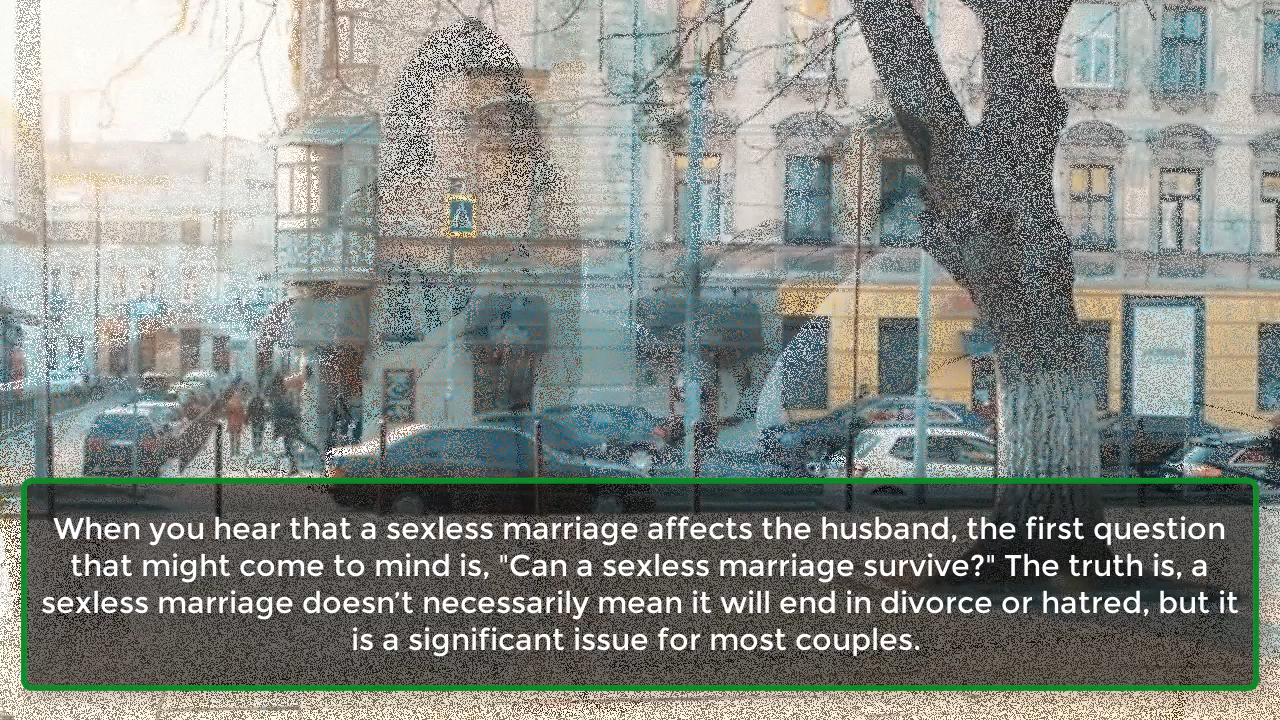 When you hear that a sexless marriage affects the husband, the first question
that might come to mind is, "Can a sexless marriage survive?" The truth is, a
sexless marriage doesn’t necessarily mean it will end in divorce or hatred, but it
is a significant issue for most couples.